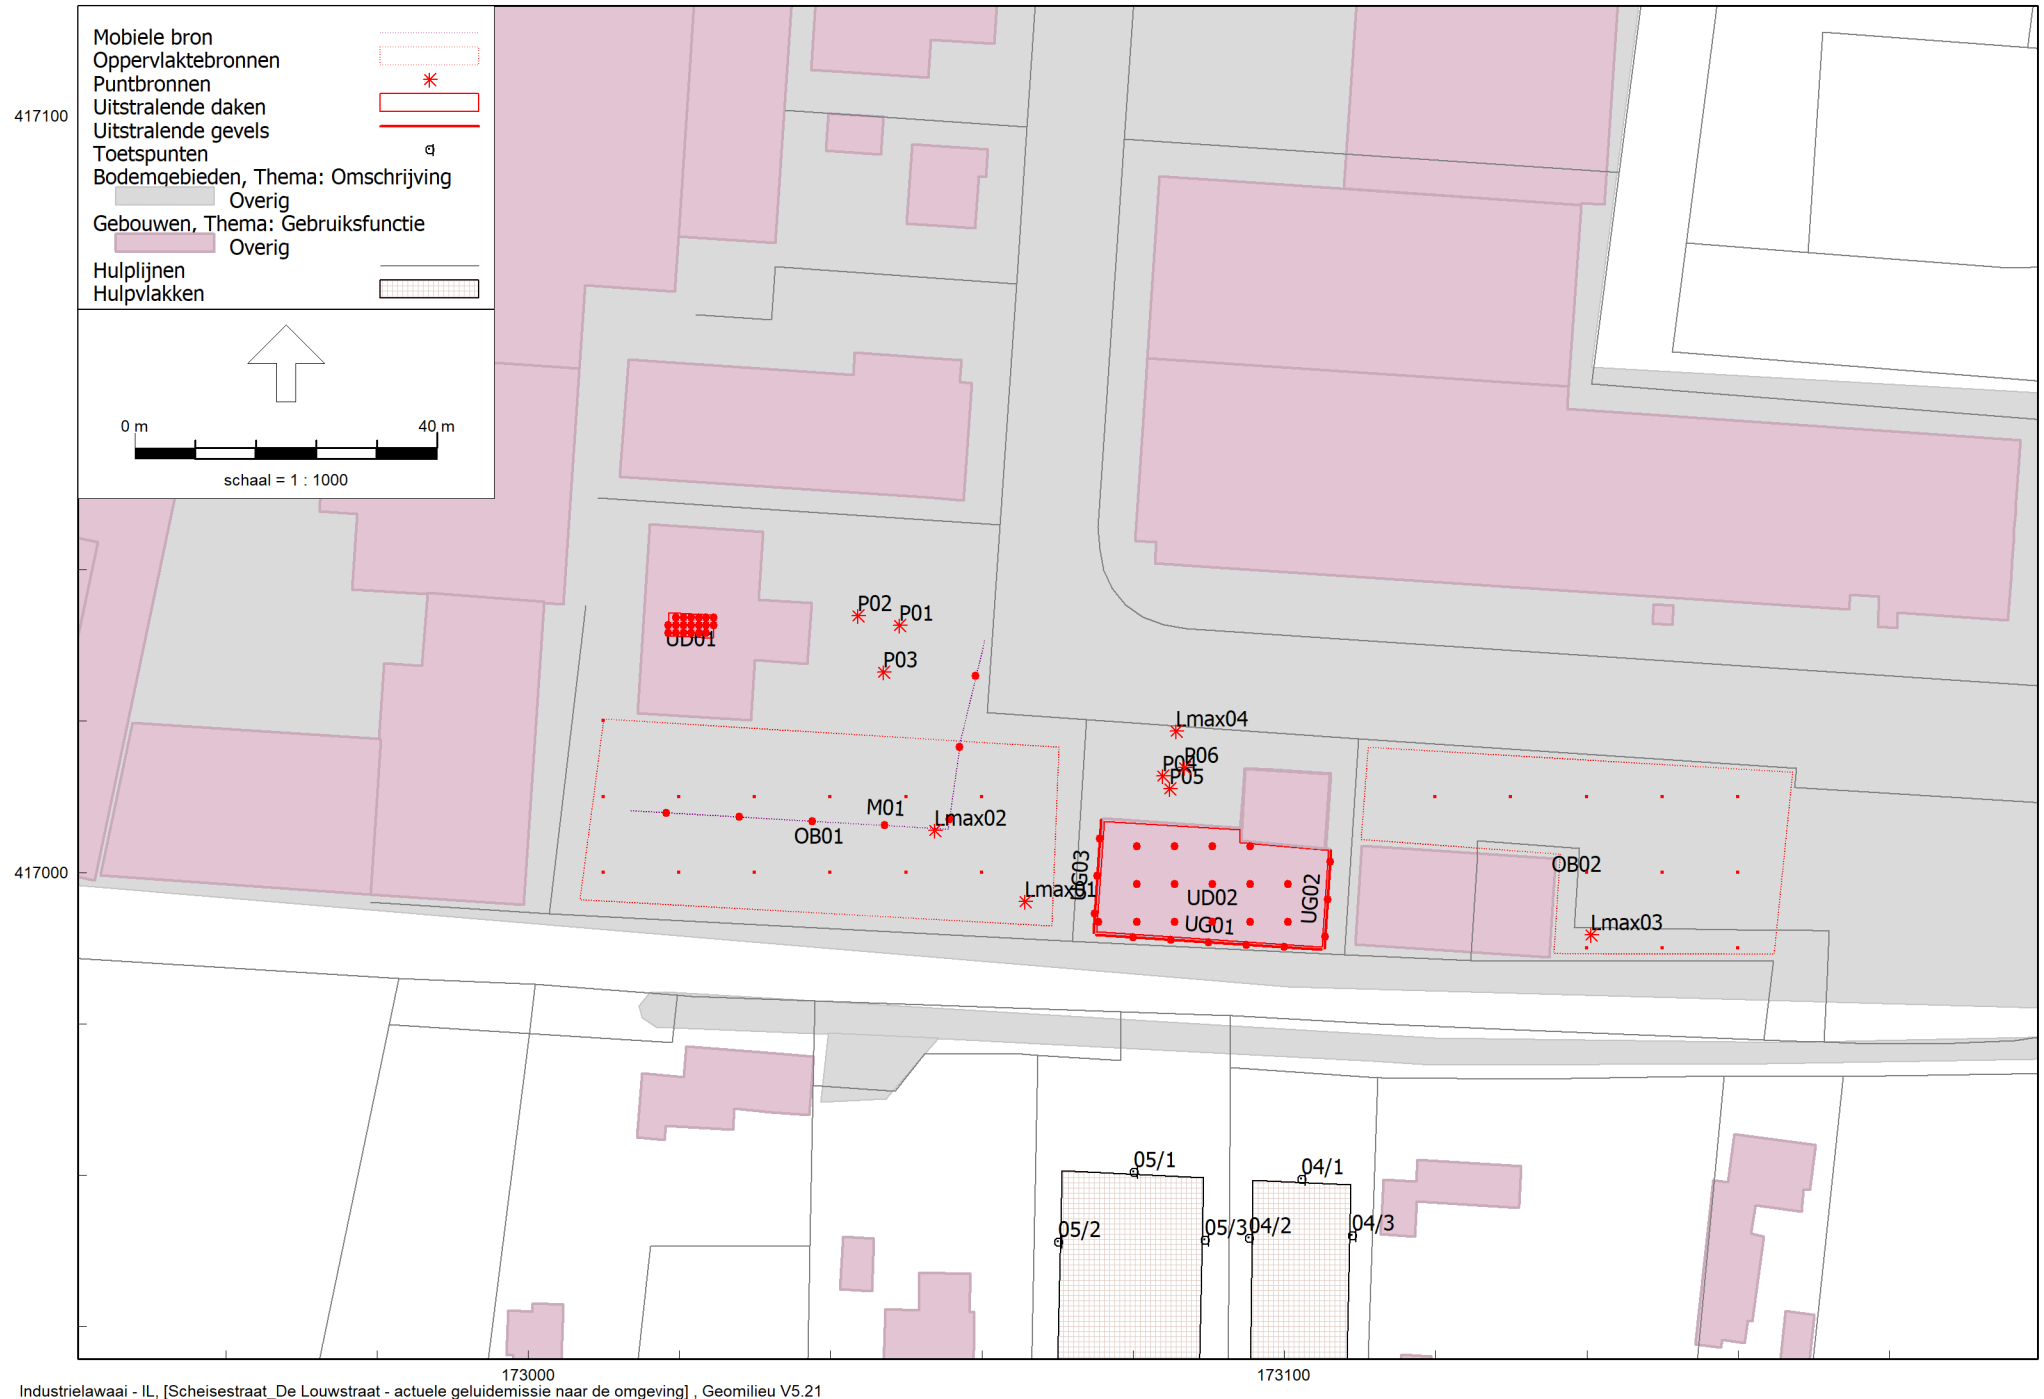 Mobiele bron
Oppervlaktebronnen
Puntbronnen
Uitstralende daken
Uitstralende gevels
Toetspunten
Bodemgebieden, Thema: Omschrijving
Overig
Gebouwen, Thema: Gebruiksfunctie
Overig
Hulplijnen
Hulpvlakken
0 m 40 m
schaal = 1 : 1000
417100
P02
P01
UD01
P03
Lmax04
P06
P04
P05
M01
Lmax02
OB01
417000
OB02
UG03
Lmax01
UD02
UG02
UG01
Lmax03
05/1
04/1
05/2
05/3
04/2
04/3
173000
173100
Industrielawaai - IL, [Scheisestraat_De Louwstraat - actuele geluidemissie naar de omgeving] , Geomilieu V5.21